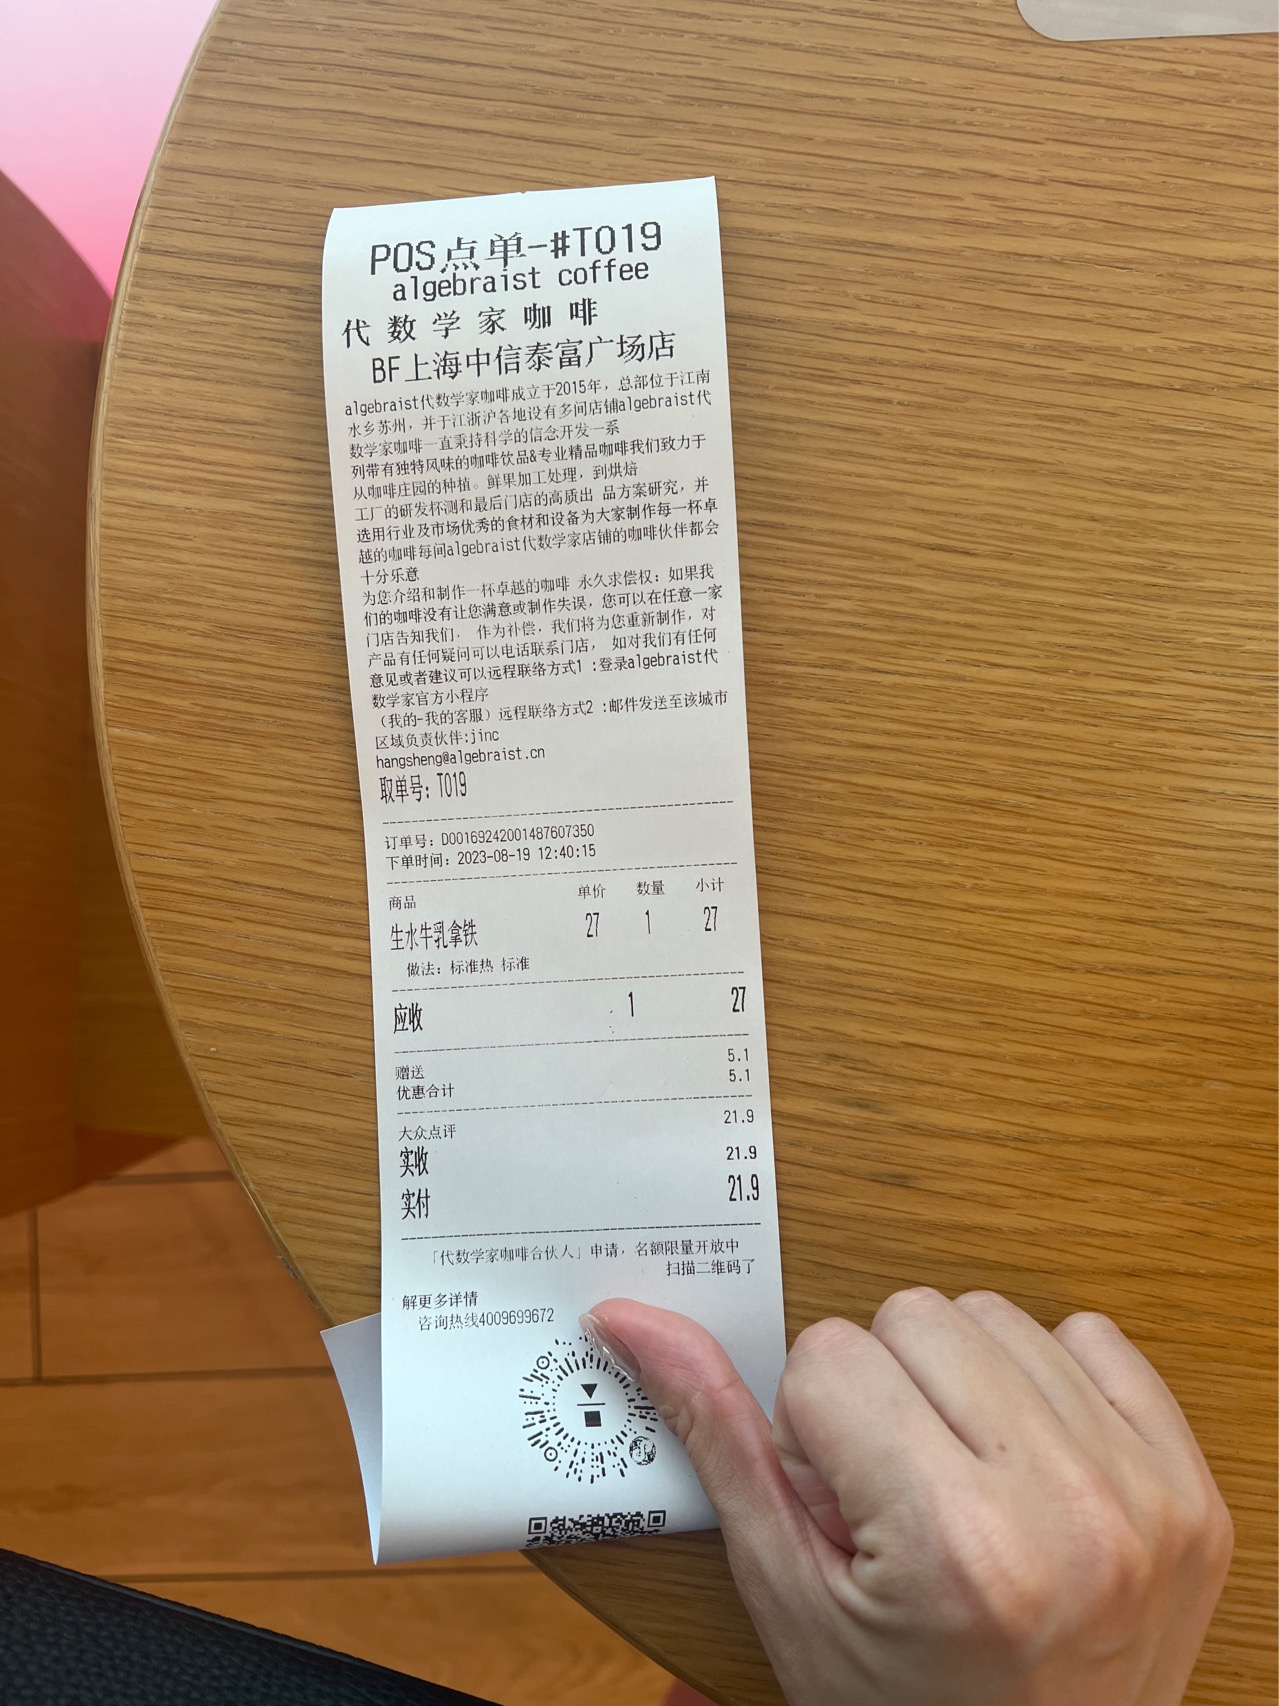 POS点单-#T019
algebraist coffee
代数学家咖啡
BF上海中信泰富广场店
algebraist代数学家咖啡成立于2015年，总部位于江南
水乡苏州，并于江浙沪各地设有多间店铺algebraist代
数学家咖啡一直秉持科学的信念开发一系
列带有独特风味的咖啡饮品&专业精品咖啡我们致力于
从咖啡庄园的种植。鲜果加工处理，到烘焙
工厂的研发杯测和最后门店的高质出 品方案研究，并
选用行业及市场优秀的食材和设备为大家制作每一杯卓
越的咖啡每间algebraist代数学家店铺的咖啡伙伴都会
十分乐意
为您介绍和制作一杯卓越的咖啡 永久求偿权：如果我
们的咖啡没有让您满意或制作失误，您可以在任意一家
门店告知我们． 作为补偿，我们将为您重新制作，对
产品有任何疑问可以电话联系门店， 如对我们有任何
意见或者建议可以远程联络方式1 :登录algebraist代
数学家官方小程序
（我的-我的客服）远程联络方式2 :邮件发送至该城市
区域负责伙伴:jinc
hangsheng@algebraist.cn
取单号：T019
订单号：D00169242001487607350
下单时间：2023-08-19 12:40:15
商品 单价 数量 小计
生水牛乳拿铁 27 1 27
做法：标准热 标准
应收 1 27
赠送 5.1
优惠合计 5.1
大众点评 21.9
实收 21.9
实付 21.9
「代数学家咖啡合伙人」申请，名额限量开放中
扫描二维码了
解更多详情
咨询热线4009699672